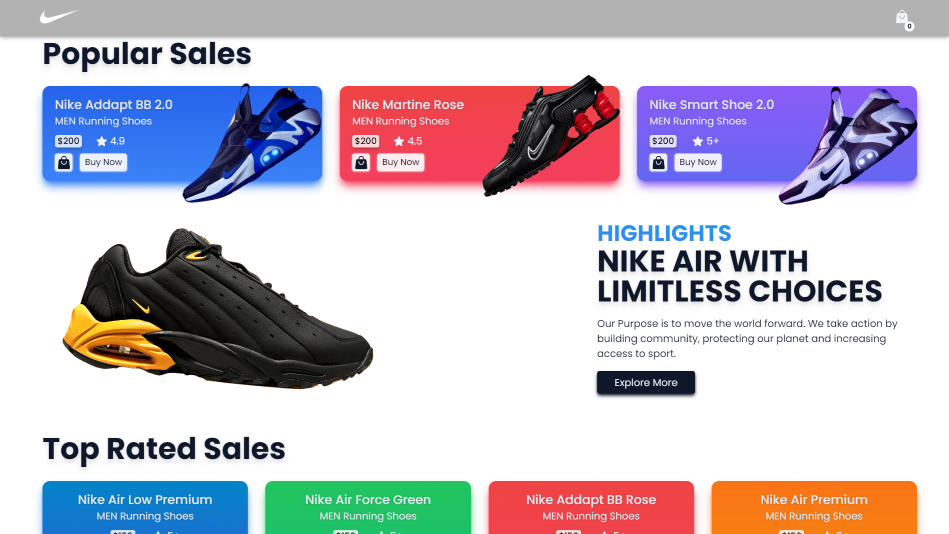 0
Popular Sales
Nike Addapt BB 2.0
MEN Running Shoes
$200 4.9
Buy Now
Nike Martine Rose
MEN Running Shoes
$200 4.5
Buy Now
Nike Smart Shoe 2.0
MEN Running Shoes
$200 5+
Buy Now
HIGHLIGHTS
NIKE AIR WITH
LIMITLESS CHOICES
Our Purpose is to move the world forward. We take action by
building community, protecting our planet and increasing
access to sport.
Explore More
Top Rated Sales
Nike Air Low Premium
MEN Running Shoes
Nike Air Force Green
MEN Running Shoes
Nike Addapt BB Rose
MEN Running Shoes
Nike Air Premium
MEN Running Shoes